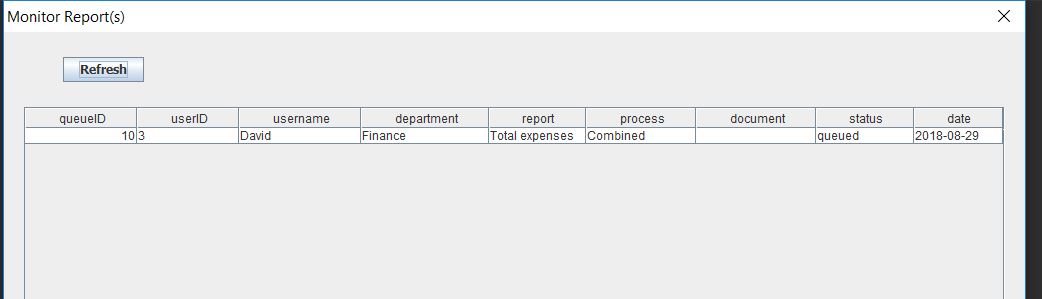 Monitor Report(s)
Refresh
queueID userID username department report process document status date
10 3 David Finance Total expenses Combined queued 2018-08-29